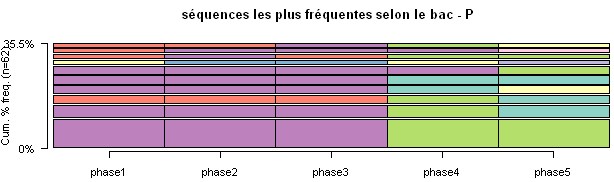 séquences les plus fréquentes selon le bac - P
35.5%
Cum. % freq. (n=62)
0%
phase1 phase2 phase3 phase4 phase5